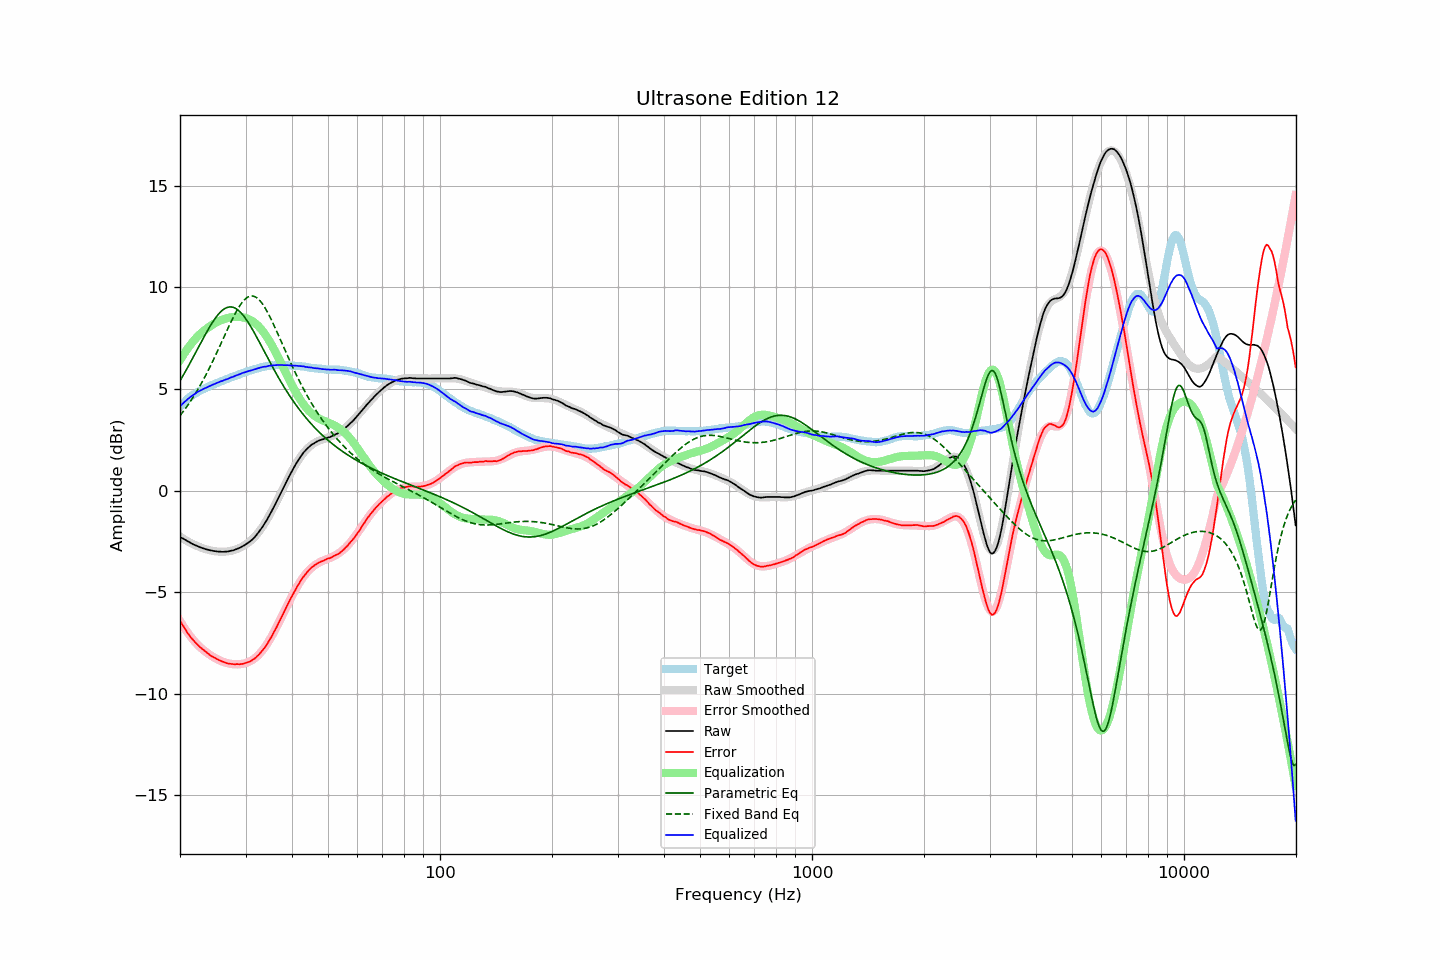 Ultrasone Edition 12
Amplitude (dBr)
15
10
5
0
−5
−10
−15
Target
Raw Smoothed
Error Smoothed
Raw
Error
Equalization
Parametric Eq
Fixed Band Eq
Equalized
100
1000
10000
Frequency (Hz)